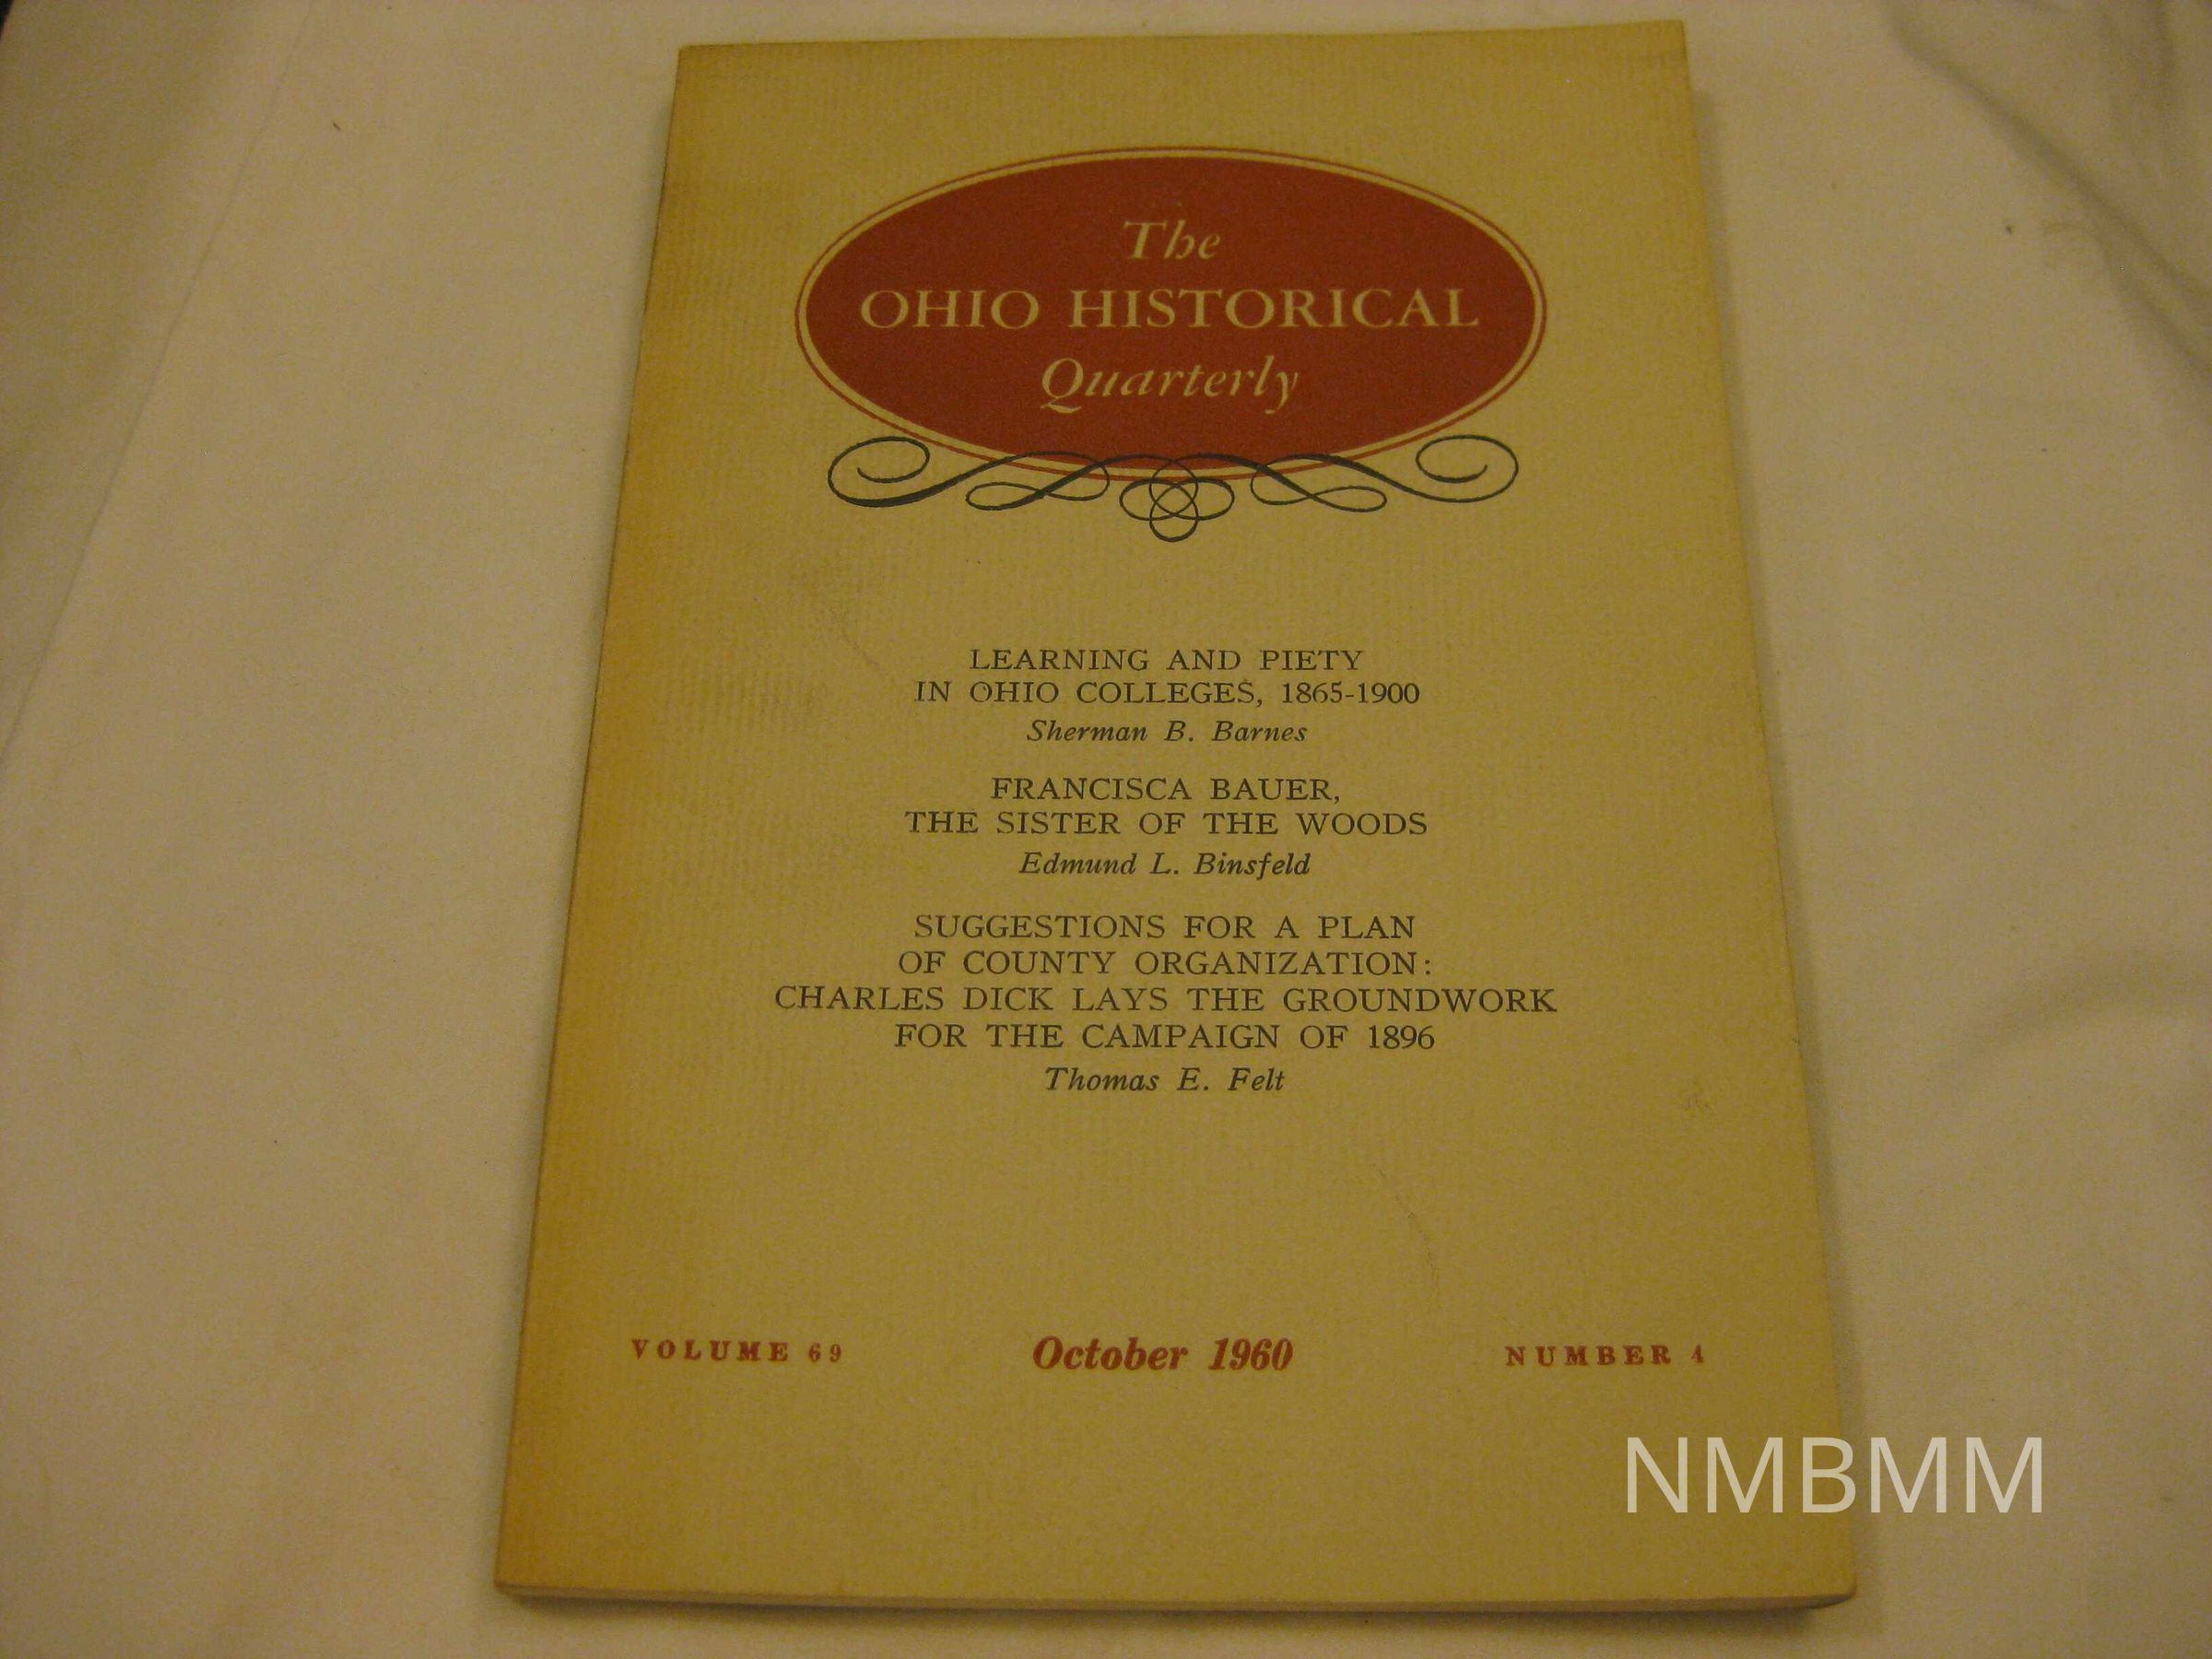 The
OHIO HISTORICAL
Quarterly
LEARNING AND PIETY
IN OHIO COLLEGES, 1865-1900
Sherman B. Barnes
FRANCISCA BAUER,
THE SISTER OF THE WOODS
Edmund L. Binsfeld
SUGGESTIONS FOR A PLAN
OF COUNTY ORGANIZATION:
CHARLES DICK LAYS THE GROUNDWORK
FOR THE CAMPAIGN OF 1896
Thomas E. Felt
VOLUME 69 October 1960 NUMBER 4
NMBMM